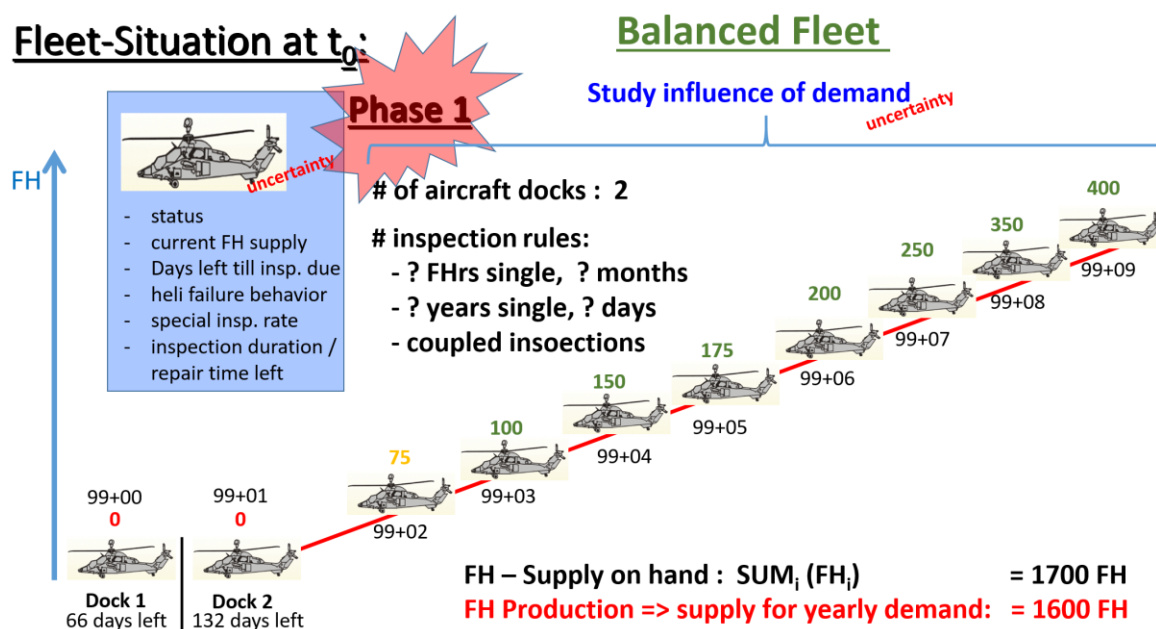 Fleet-Situation at t0:
Balanced Fleet
Phase 1
Study influence of demand
uncertainty
uncertainty
FH
- status
- current FH supply
- Days left till insp. due
- heli failure behavior
- special insp. rate
- inspection duration /
repair time left
# of aircraft docks : 2
# inspection rules:
- ? FHrs single, ? months
- ? years single, ? days
- coupled insoections
400
99+09
350
99+08
250
99+07
200
99+06
175
99+05
150
99+04
100
99+03
75
99+02
99+00
0
99+01
0
Dock 1
66 days left
Dock 2
132 days left
FH – Supply on hand : SUMi (FHi) = 1700 FH
FH Production => supply for yearly demand: = 1600 FH